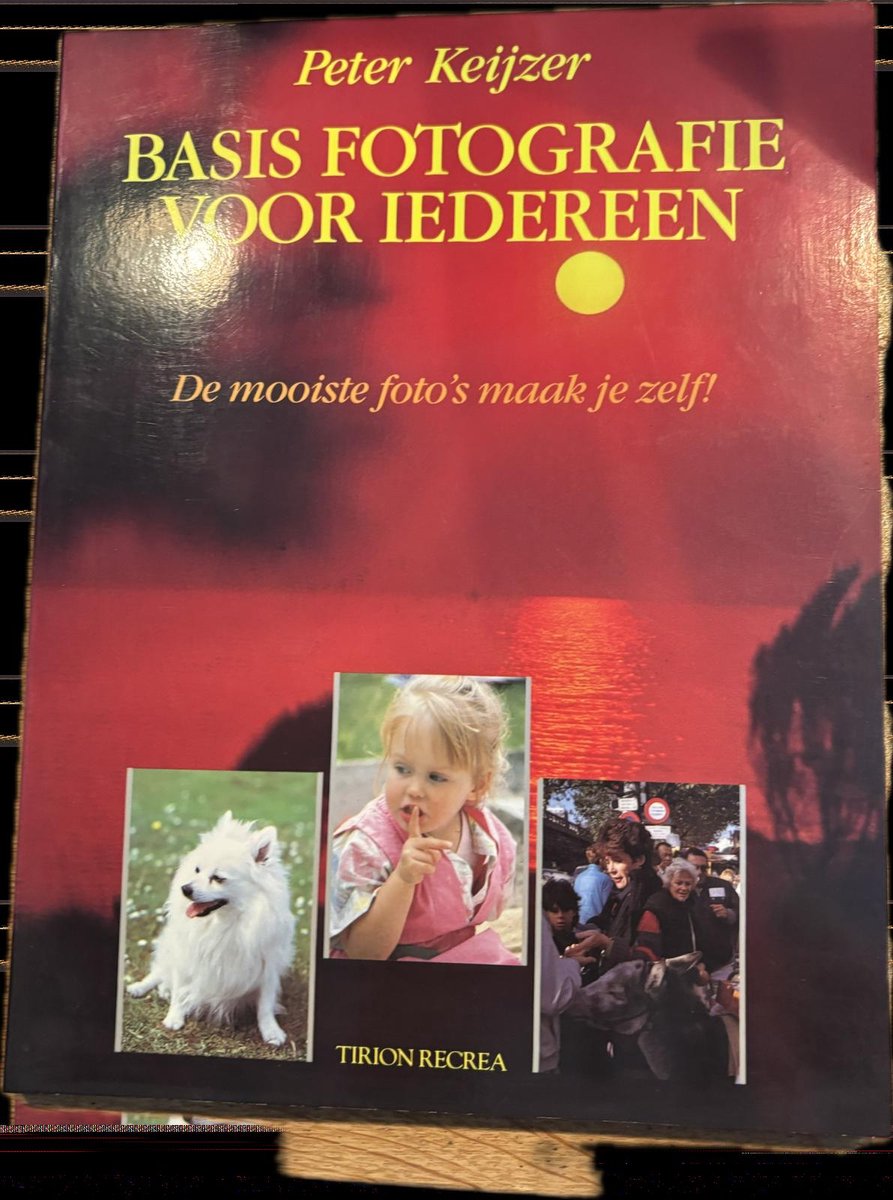 Peter Keijzer
BASIS FOTOGRAFIE
VOOR IEDEREEN
De mooiste foto's maak je zelf!
TIRION RECREA